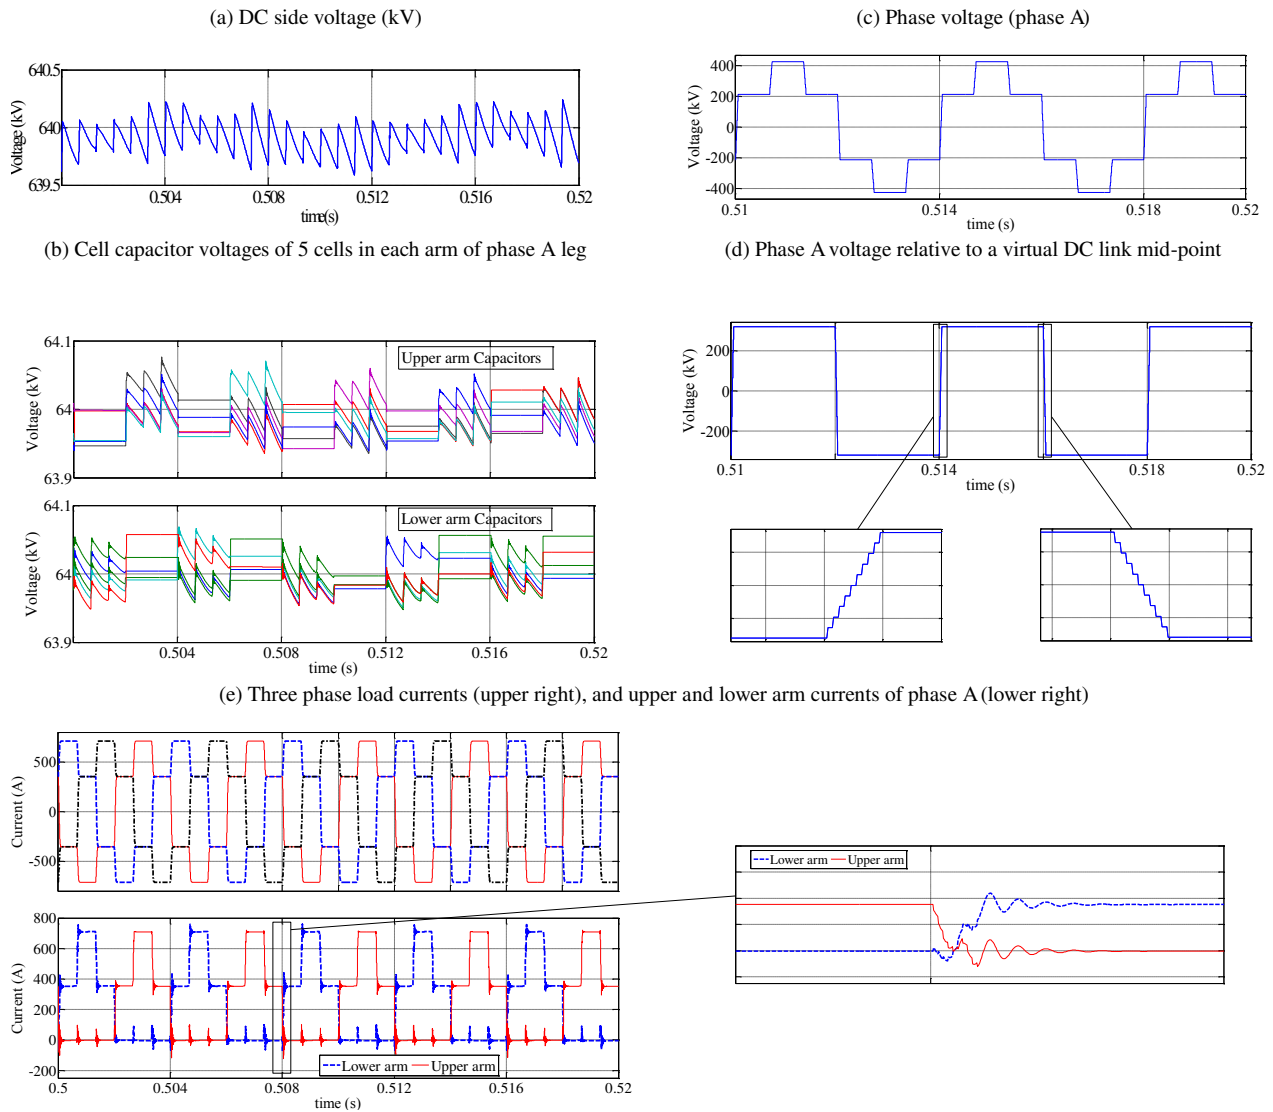 (a) DC side voltage (kV)
640.5
640
639.5
Voltage (kV)
0.504
0.508
0.512
0.516
0.52
time(s)
(c) Phase voltage (phase A)
400
200
0
-200
-400
Voltage (kV)
0.51
0.514
0.518
0.52
time (s)
(b) Cell capacitor voltages of 5 cells in each arm of phase A leg
64.1
64
63.9
Voltage (kV)
Upper arm Capacitors
64.1
64
63.9
Voltage (kV)
Lower arm Capacitors
0.504
0.508
0.512
0.516
0.52
time (s)
(d) Phase A voltage relative to a virtual DC link mid-point
200
0
-200
Voltage (kV)
0.51
0.514
0.518
0.52
time (s)
(e) Three phase load currents (upper right), and upper and lower arm currents of phase A (lower right)
500
0
-500
Current (A)
800
600
400
200
0
-200
Current (A)
Lower arm
Upper arm
0.5
0.504
0.508
0.512
0.516
0.52
time (s)
Lower arm
Upper arm